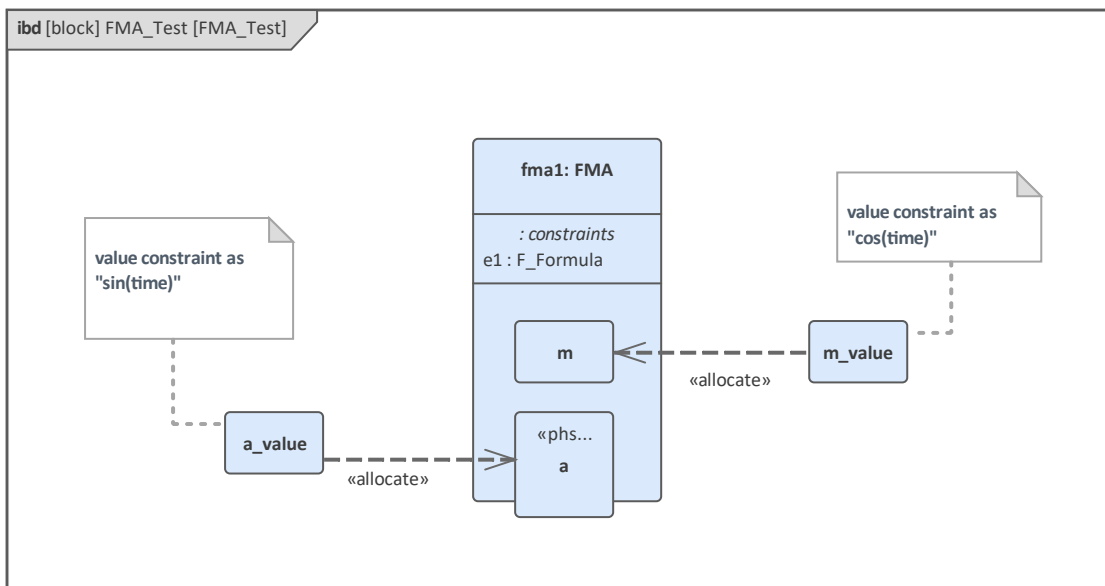 ibd [block] FMA_Test [FMA_Test]
fma1: FMA
: constraints
e1 : F_Formula
value constraint as
"sin(time)"
value constraint as
"cos(time)"
m
m_value
«allocate»
«phs...
a
a_value
«allocate»